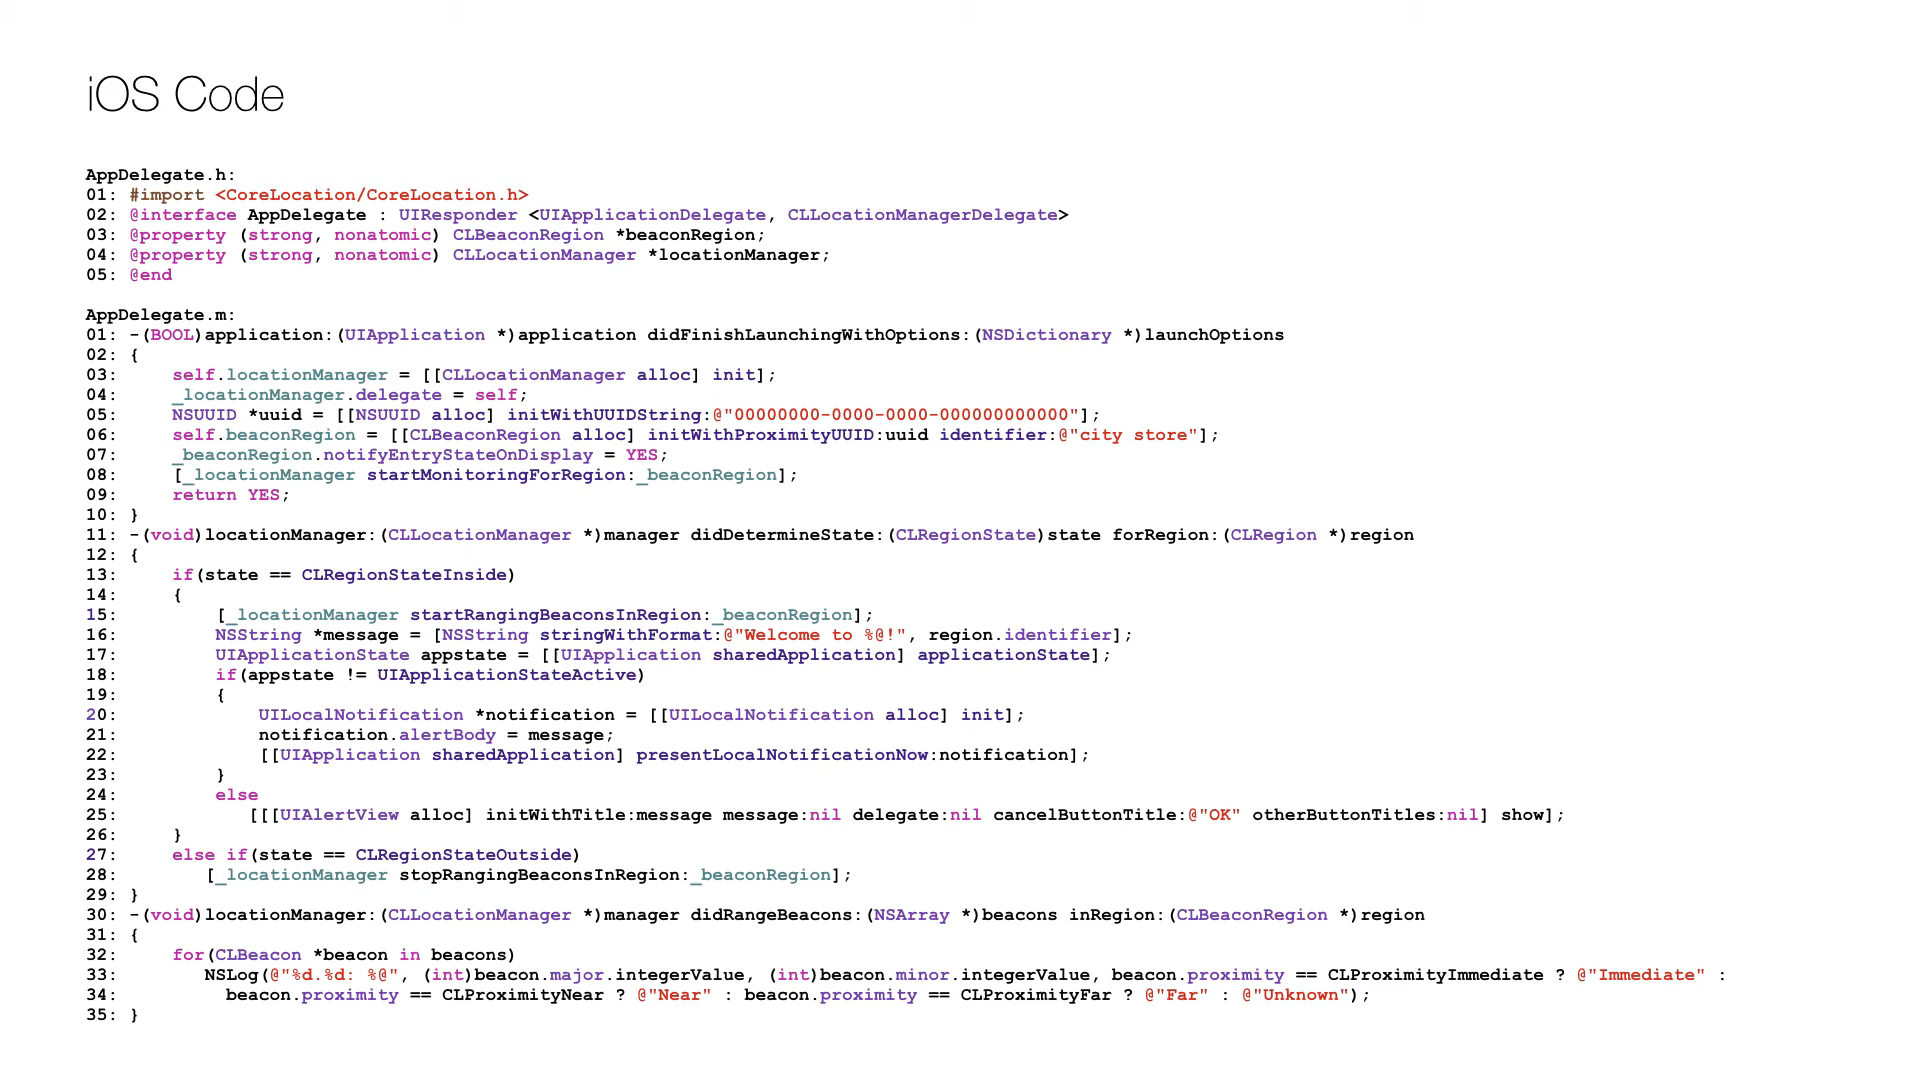 iOS Code
AppDelegate.h:
01: #import <CoreLocation/CoreLocation.h>
02: @interface AppDelegate : UIResponder <UIApplicationDelegate, CLLocationManagerDelegate>
03: @property (strong, nonatomic) CLBeaconRegion *beaconRegion;
04: @property (strong, nonatomic) CLLocationManager *locationManager;
05: @end
AppDelegate.m:
01: -(BOOL)application:(UIApplication *)application didFinishLaunchingWithOptions:(NSDictionary *)launchOptions
02: {
03:     self.locationManager = [[CLLocationManager alloc] init];
04:     _locationManager.delegate = self;
05:     NSUUID *uuid = [[NSUUID alloc] initWithUUIDString:@"00000000-0000-0000-000000000000"];
06:     self.beaconRegion = [[CLBeaconRegion alloc] initWithProximityUUID:uuid identifier:@"city store"];
07:     _beaconRegion.notifyEntryStateOnDisplay = YES;
08:     [_locationManager startMonitoringForRegion:_beaconRegion];
09:     return YES;
10: }
11: -(void)locationManager:(CLLocationManager *)manager didDetermineState:(CLRegionState)state forRegion:(CLRegion *)region
12: {
13:     if(state == CLRegionStateInside)
14:     {
15:         [_locationManager startRangingBeaconsInRegion:_beaconRegion];
16:         NSString *message = [NSString stringWithFormat:@"Welcome to %@!", region.identifier];
17:         UIApplicationState appstate = [[UIApplication sharedApplication] applicationState];
18:         if(appstate != UIApplicationStateActive)
19:         {
20:             UILocalNotification *notification = [[UILocalNotification alloc] init];
21:             notification.alertBody = message;
22:             [[UIApplication sharedApplication] presentLocalNotificationNow:notification];
23:         }
24:         else
25:            [[[UIAlertView alloc] initWithTitle:message message:nil delegate:nil cancelButtonTitle:@"OK" otherButtonTitles:nil] show];
26:     }
27:     else if(state == CLRegionStateOutside)
28:        [_locationManager stopRangingBeaconsInRegion:_beaconRegion];
29: }
30: -(void)locationManager:(CLLocationManager *)manager didRangeBeacons:(NSArray *)beacons inRegion:(CLBeaconRegion *)region
31: {
32:     for(CLBeacon *beacon in beacons)
33:        NSLog(@"%d.%d: %@", (int)beacon.major.integerValue, (int)beacon.minor.integerValue, beacon.proximity == CLProximityImmediate ? @"Immediate" :
34:          beacon.proximity == CLProximityNear ? @"Near" : beacon.proximity == CLProximityFar ? @"Far" : @"Unknown");
35: }